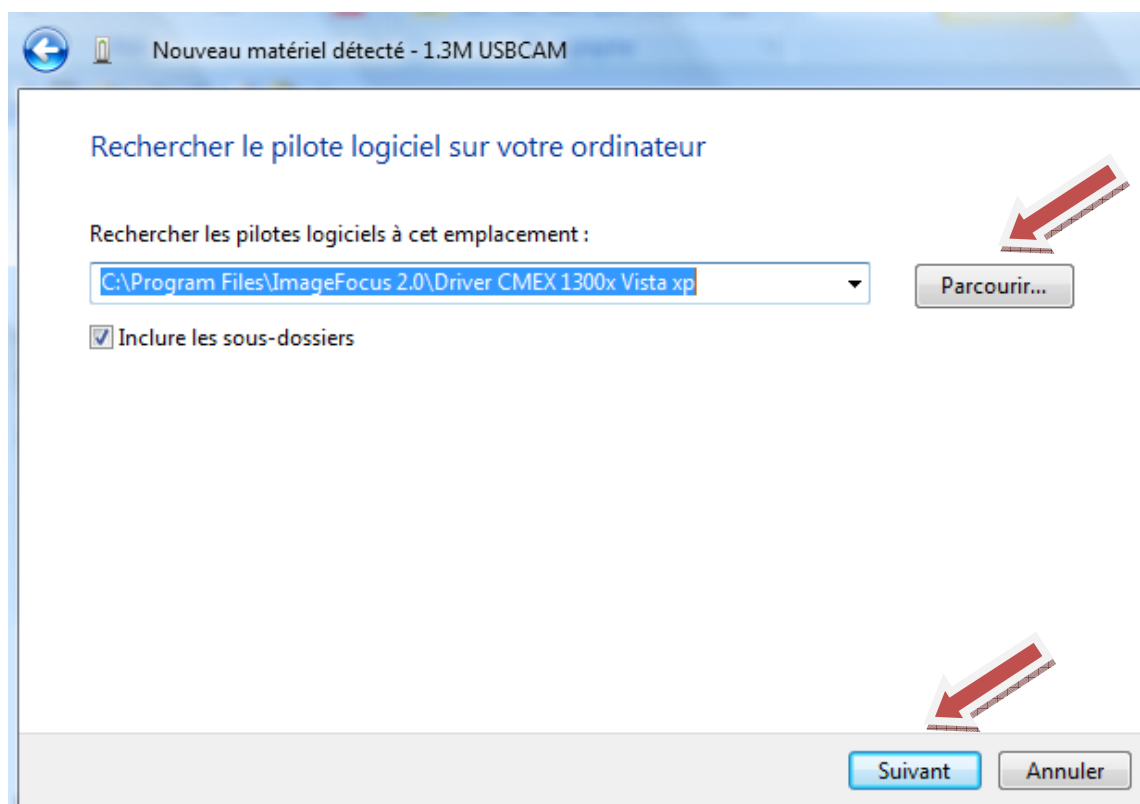 Nouveau matériel détecté - 1.3M USBCAM
Rechercher le pilote logiciel sur votre ordinateur
Rechercher les pilotes logiciels à cet emplacement :
C:\Program Files\ImageFocus 2.0\Driver CMEX 1300x Vista xp
Parcourir...
Inclure les sous-dossiers
Suivant Annuler